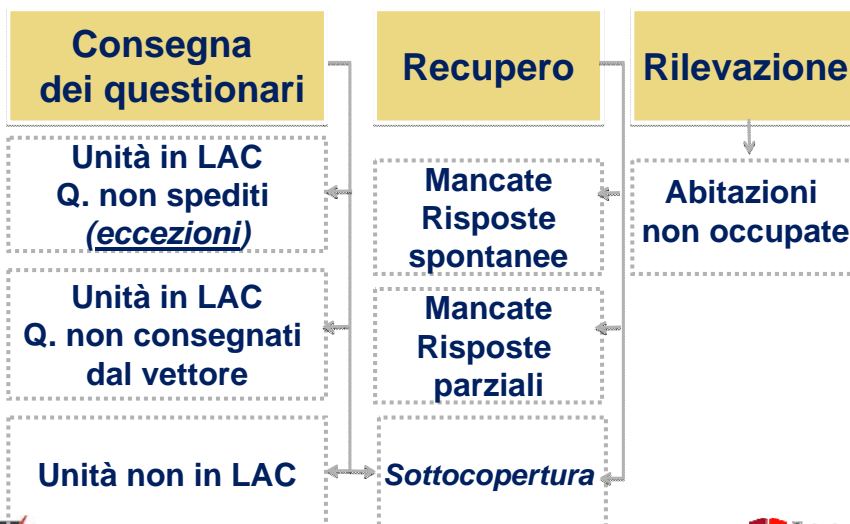 Consegna
dei questionari
Unità in LAC
Q. non spediti
(eccezioni)
Unità in LAC
Q. non consegnati
dal vettore
Unità non in LAC
Recupero
Mancate
Risposte
spontanee
Mancate
Risposte
parziali
Sottocopertura
Rilevazione
Abitazioni
non occupate